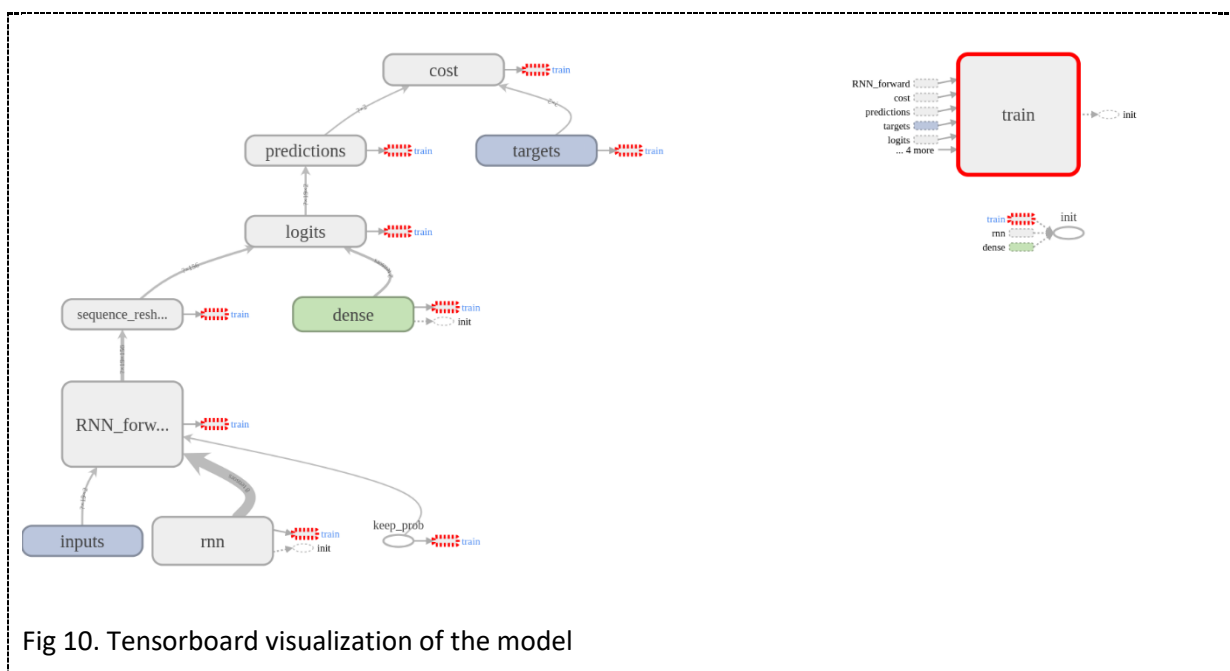 cost
train
predictions
train
targets
train
logits
train
sequence_resh...
train
dense
train
init
RNN_forw...
train
inputs
rnn
train
init
keep_prob
train
RNN_forward
cost
predictions
targets
logits
... 4 more
train
init
train
rnn
dense
init
Fig 10. Tensorboard visualization of the model